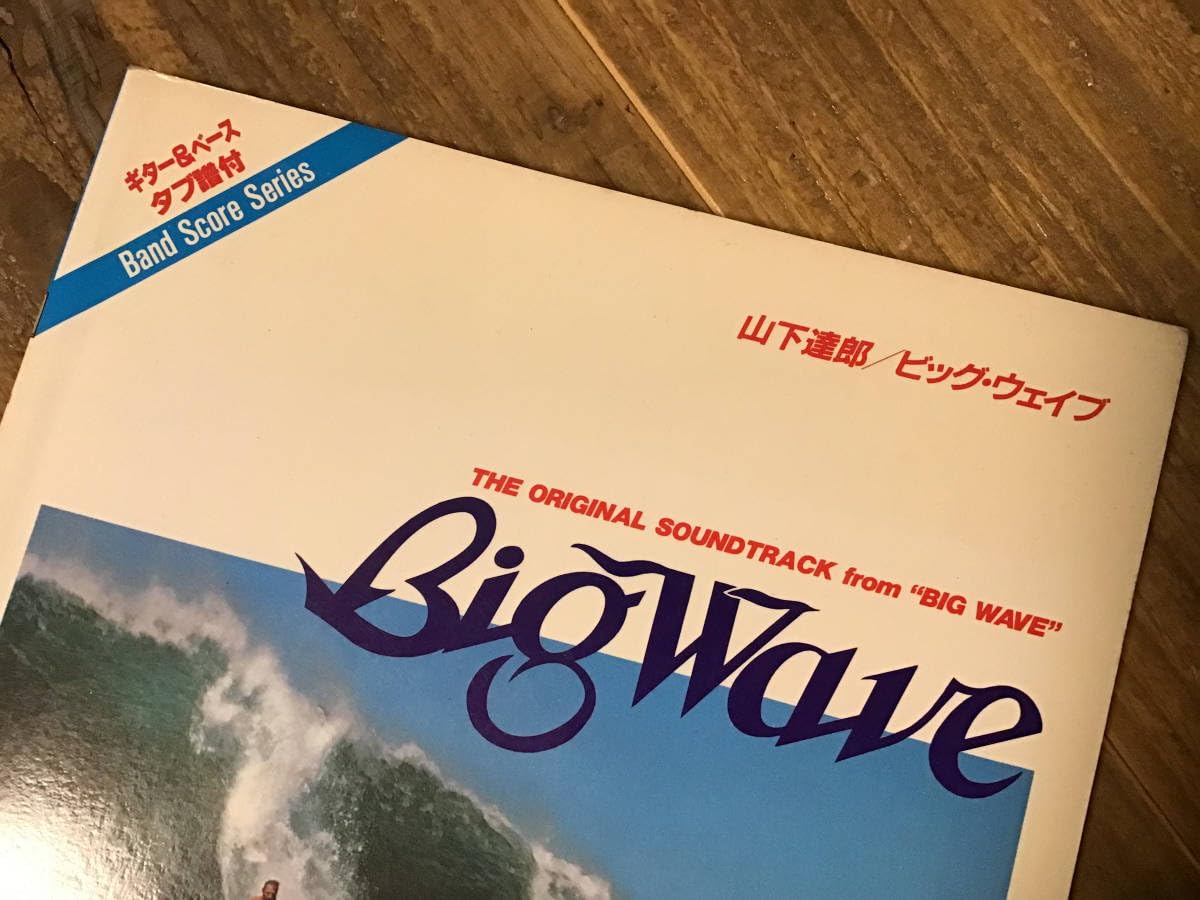 ギター&ベース
タブ譜付
Band Score Series
山下達郎/ビッグ・ウェイブ
THE ORIGINAL SOUNDTRACK from “BIG WAVE”
Big Wave